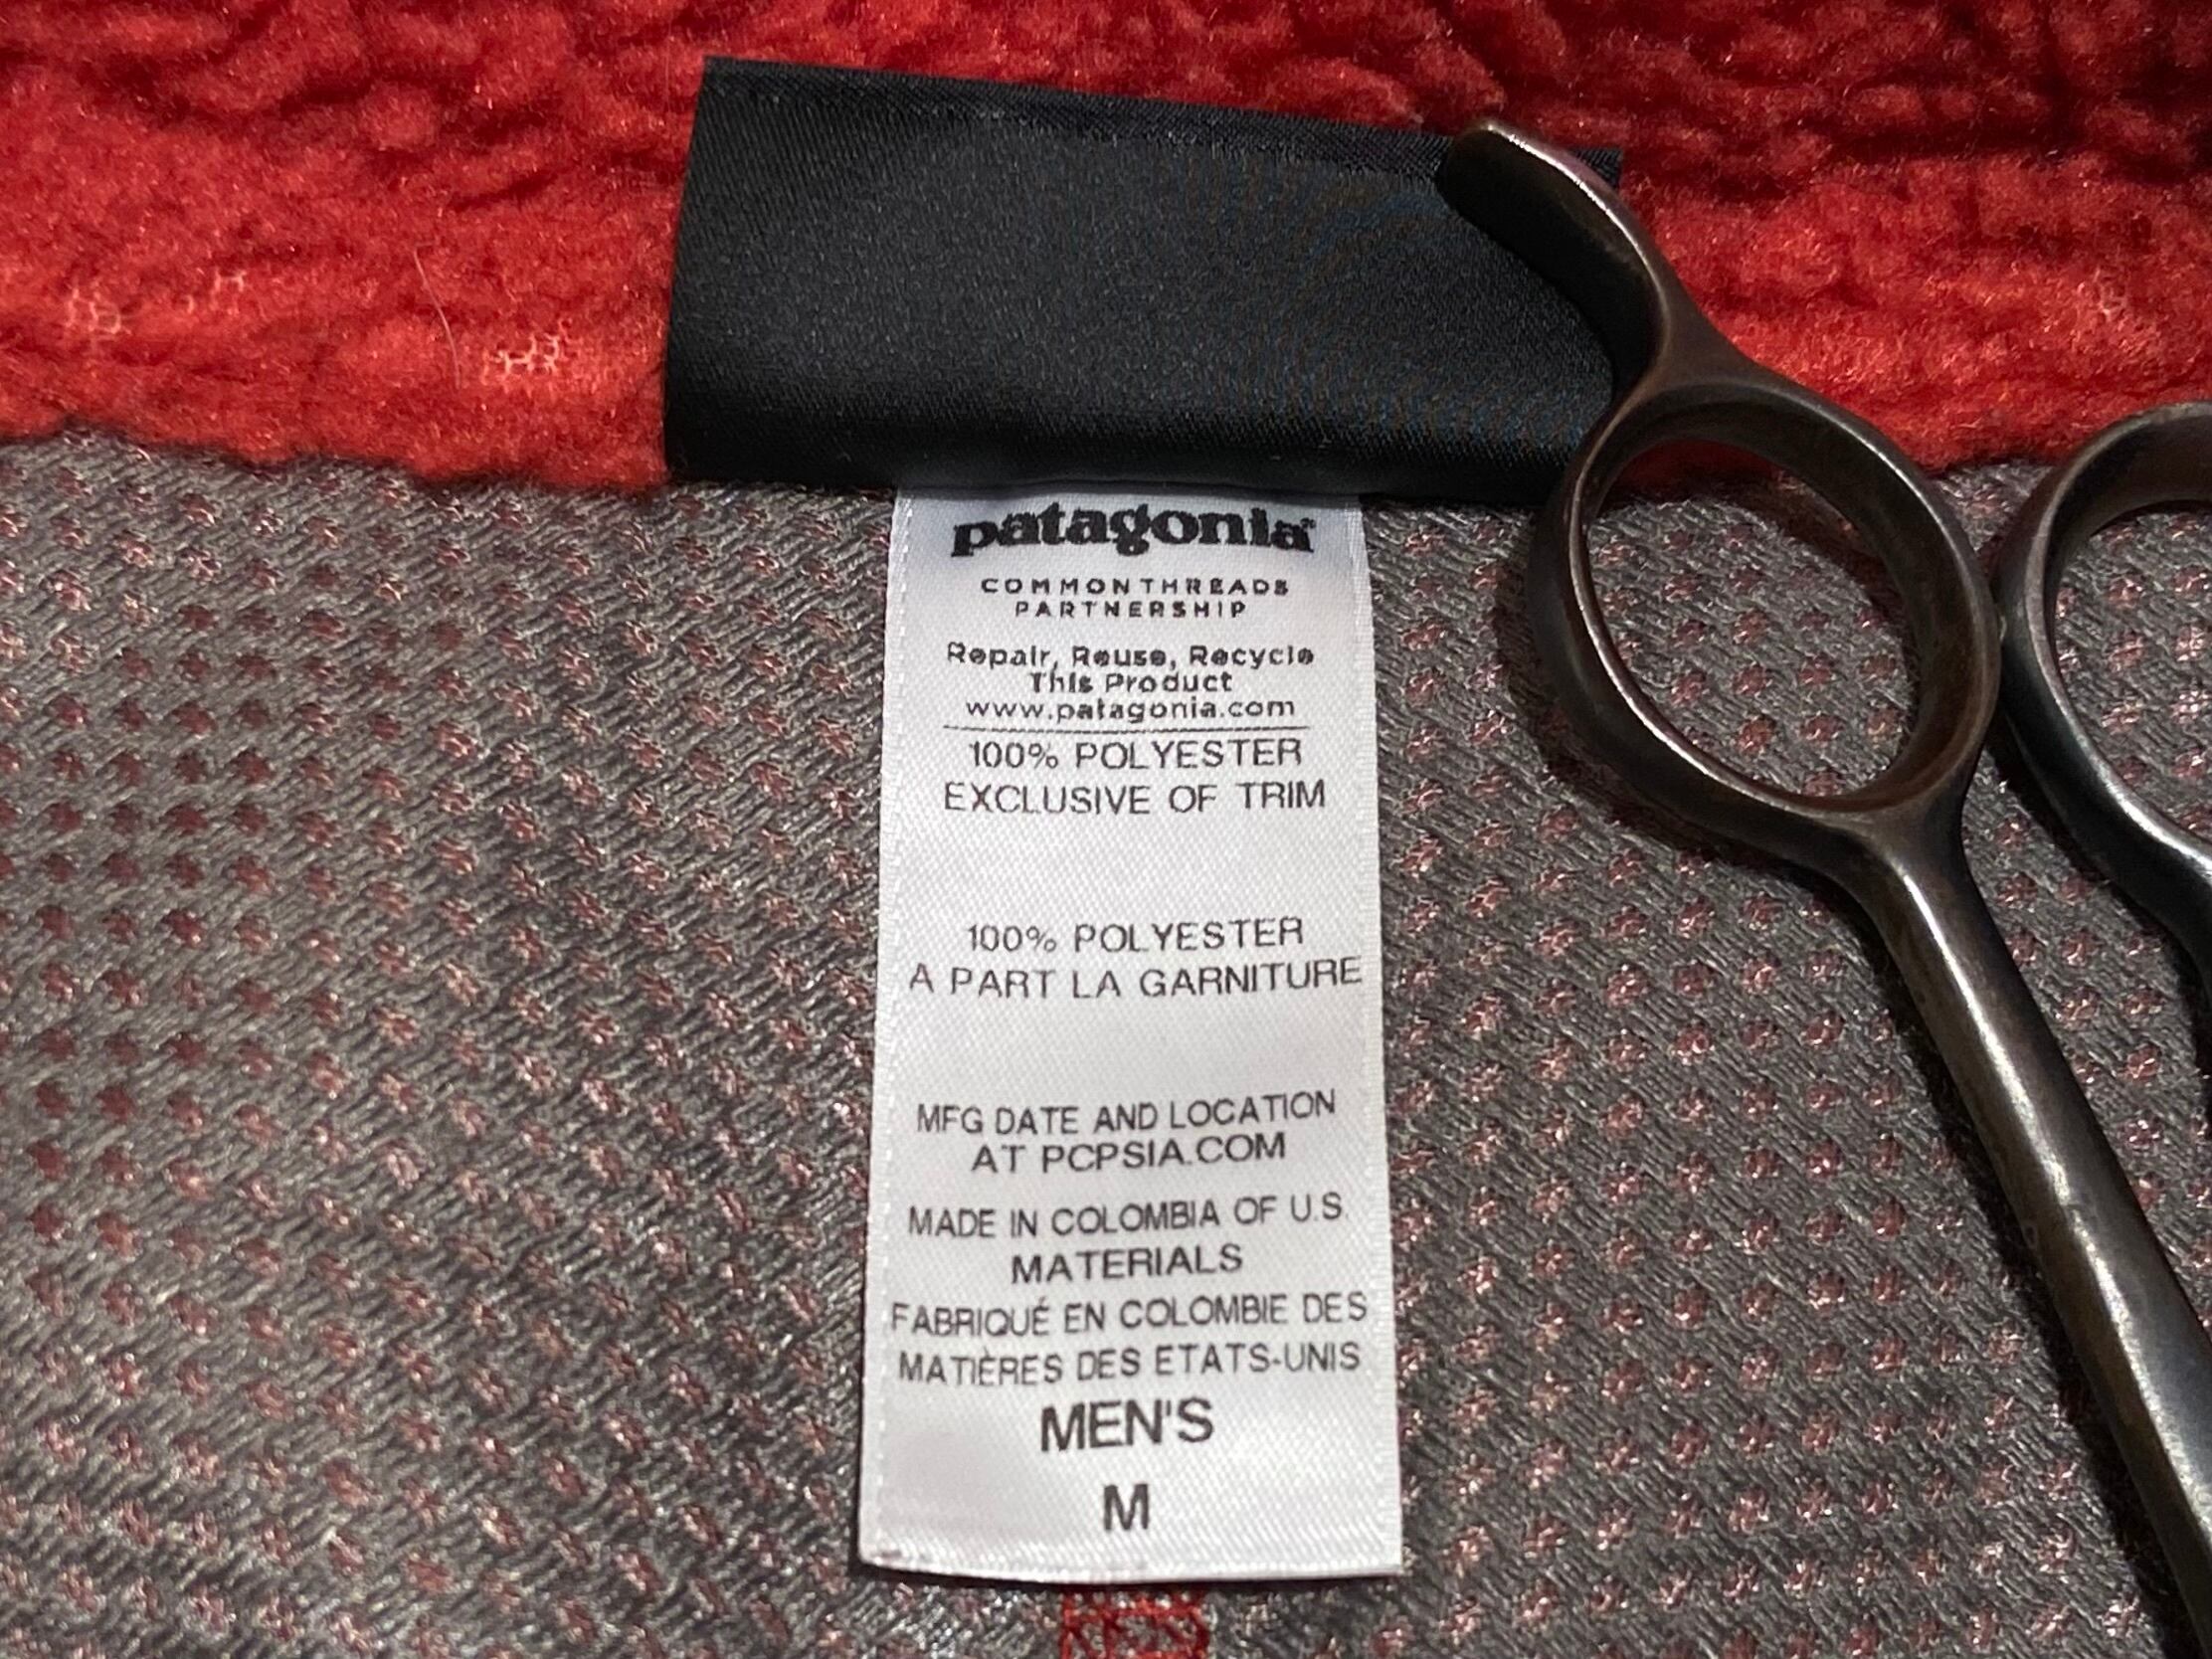 patagonia®
COMMON THREADS
PARTNERSHIP
Repair, Reuse, Recycle
This Product
www.patagonia.com
100% POLYESTER
EXCLUSIVE OF TRIM
100% POLYESTER
A PART LA GARNITURE
MFG DATE AND LOCATION
AT PCPSIA.COM
MADE IN COLOMBIA OF U.S.
MATERIALS
FABRIQUÉ EN COLOMBIE DES
MATIÈRES DES ETATS-UNIS
MEN'S
M